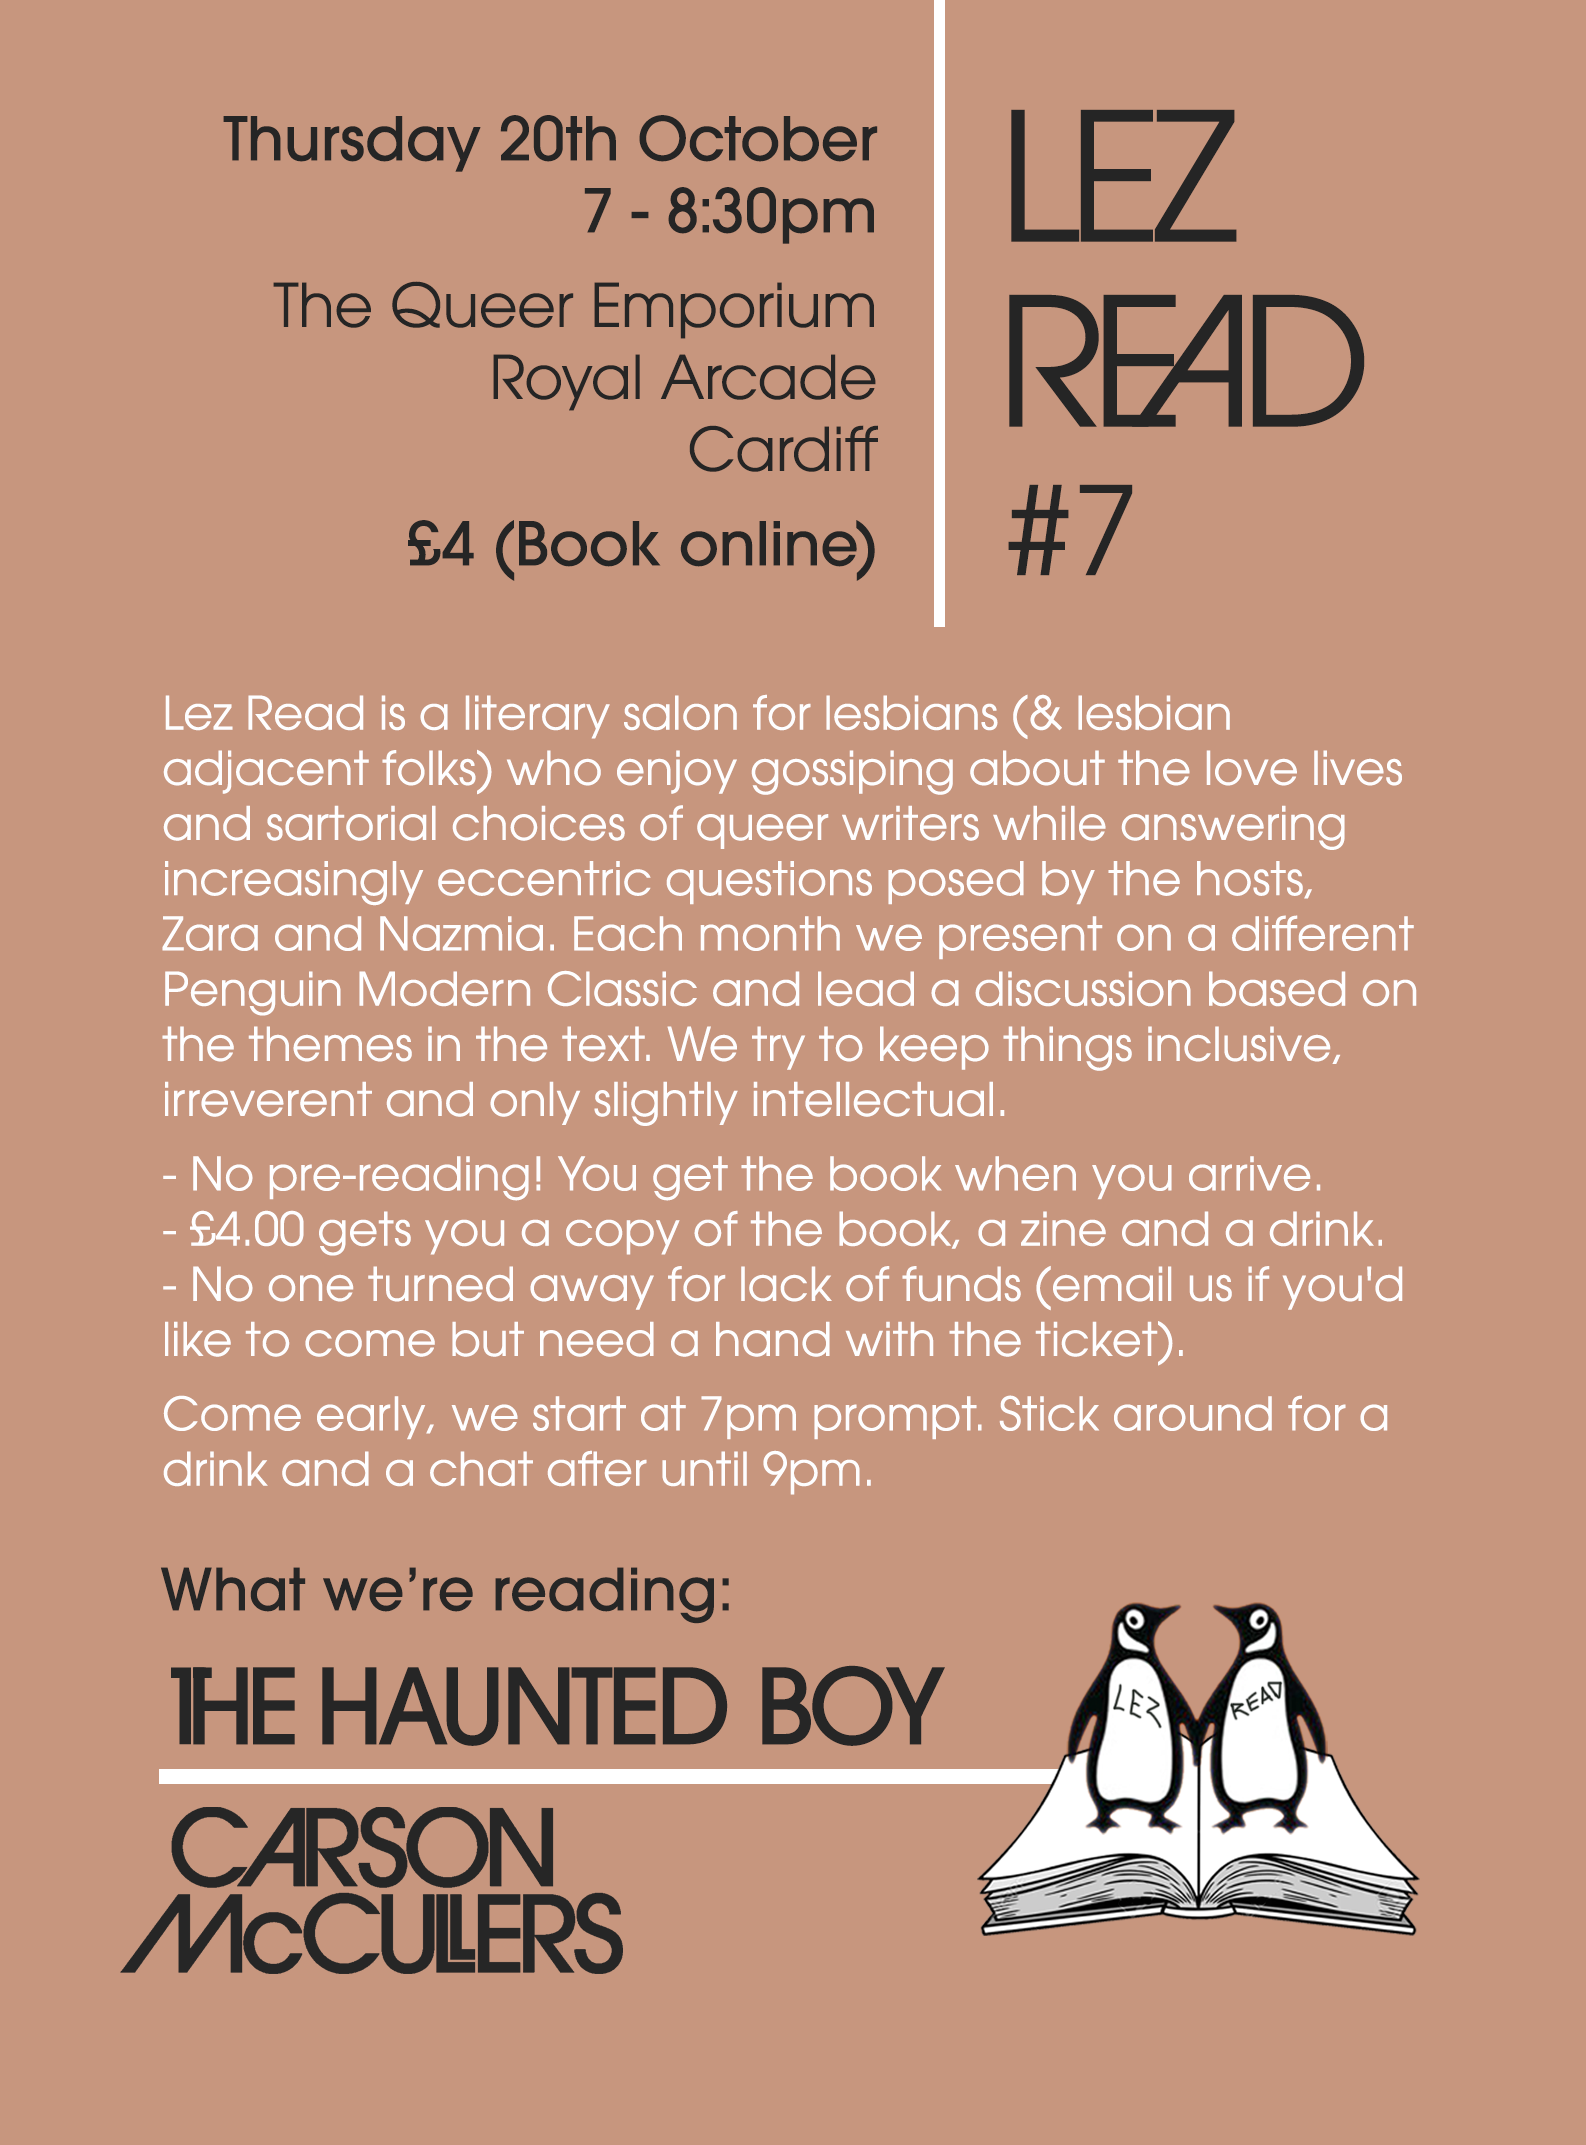 Thursday 20th October
7 - 8:30pm
The Queer Emporium
Royal Arcade
Cardiff
£4 (Book online)
LEZ
READ
#7
Lez Read is a literary salon for lesbians (& lesbian
adjacent folks) who enjoy gossiping about the love lives
and sartorial choices of queer writers while answering
increasingly eccentric questions posed by the hosts,
Zara and Nazmia. Each month we present on a different
Penguin Modern Classic and lead a discussion based on
the themes in the text. We try to keep things inclusive,
irreverent and only slightly intellectual.
- No pre-reading! You get the book when you arrive.
- £4.00 gets you a copy of the book, a zine and a drink.
- No one turned away for lack of funds (email us if you'd
like to come but need a hand with the ticket).
Come early, we start at 7pm prompt. Stick around for a
drink and a chat after until 9pm.
What we’re reading:
THE HAUNTED BOY
CARSON
McCULLERS
LEZ
READ